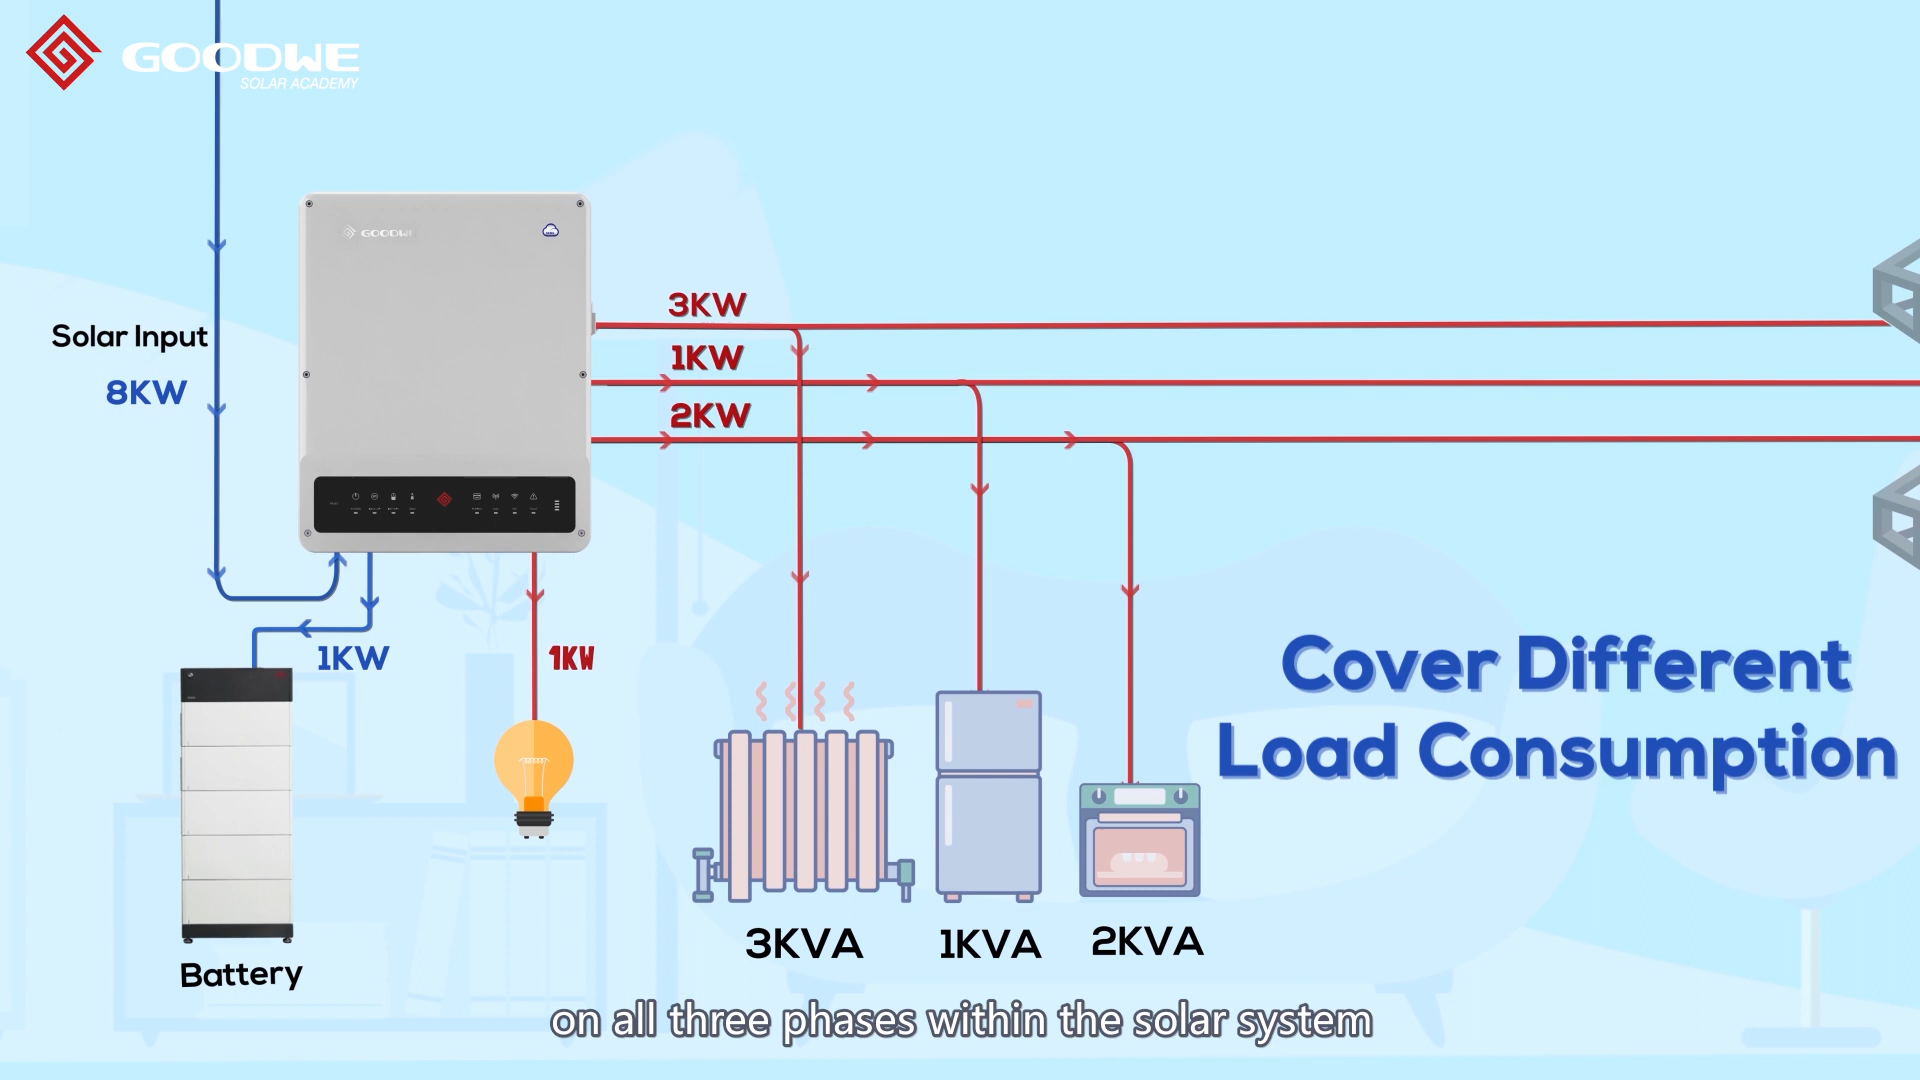 GOODWE
SOLAR ACADEMY
GOODWE
3KW
Solar Input
1KW
8KW
2KW
1KW
1KW
Cover Different
Load Consumption
3KVA
1KVA
2KVA
Battery
on all three phases within the solar system